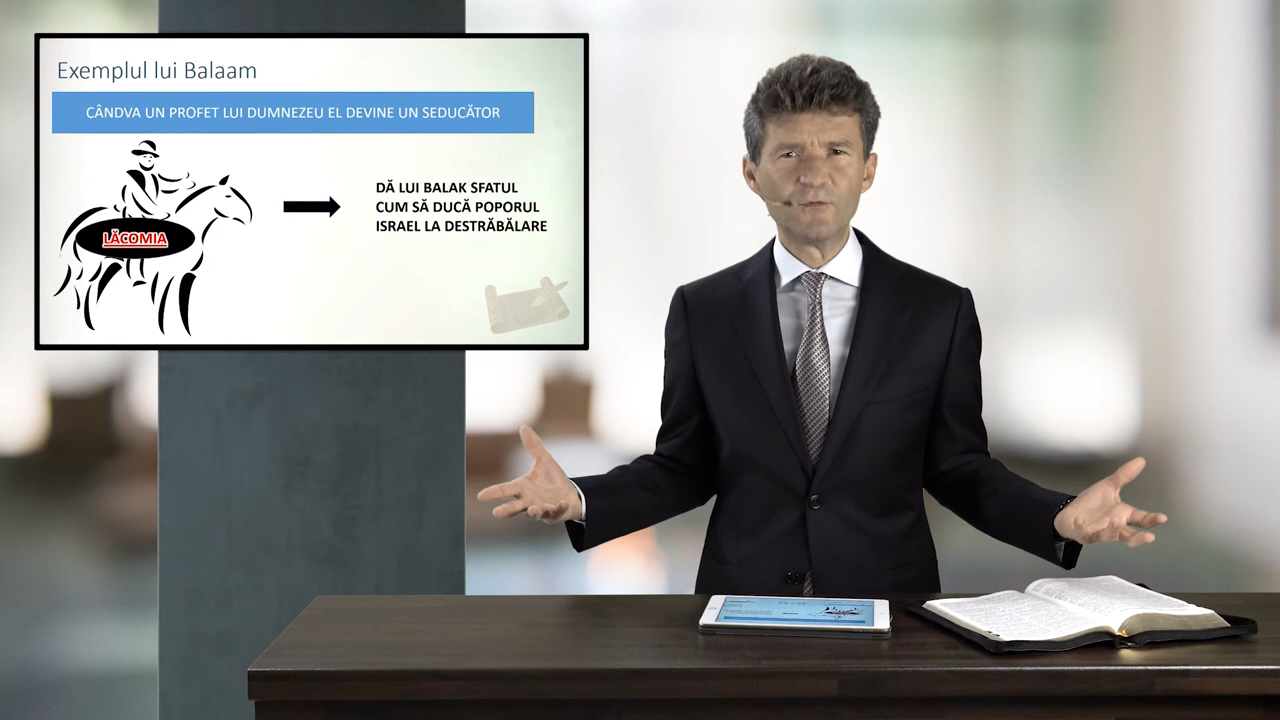 Exemplul lui Balaam
CÂNDVA UN PROFET LUI DUMNEZEU EL DEVINE UN SEDUCĂTOR
LĂCOMIA
DĂ LUI BALAK SFATUL
CUM SĂ DUCĂ POPORUL
ISRAEL LA DESTRĂBĂLARE